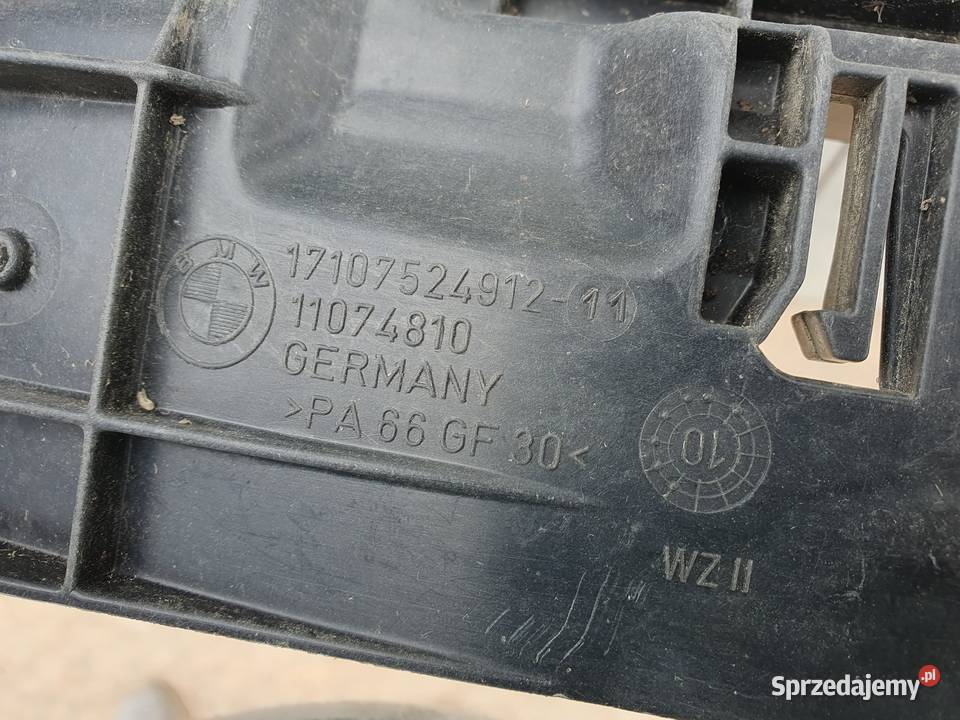 BMW
17107524912-11
11074810
GERMANY
>PA 66 GF 30<
10
WZ II
Sprzedajemy.pl